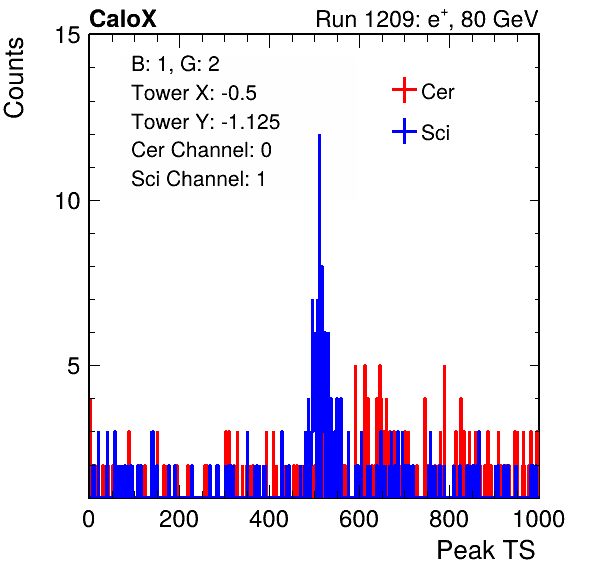 CaloX Run 1209: e⁺, 80 GeV
Counts
15
10
5
B: 1, G: 2
Tower X: -0.5
Tower Y: -1.125
Cer Channel: 0
Sci Channel: 1
Cer
Sci
0 200 400 600 800 1000
Peak TS